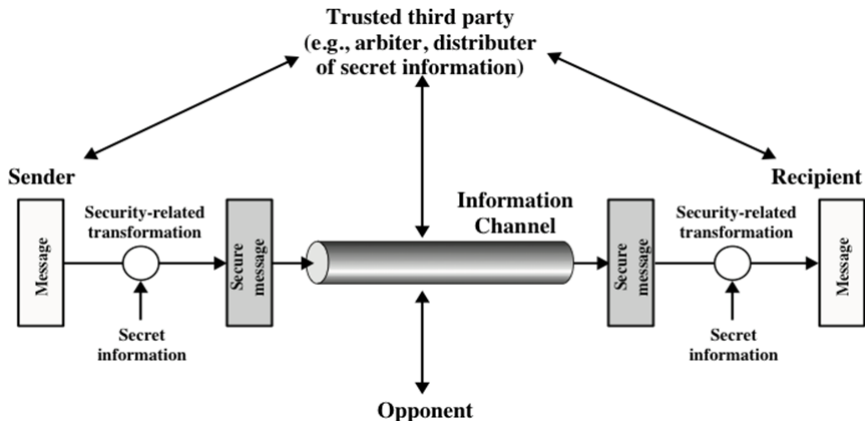 Trusted third party
(e.g., arbiter, distributer
of secret information)
Sender
Recipient
Information
Channel
Security-related
transformation
Security-related
transformation
Message
Secure
message
Secure
message
Message
Secret
information
Secret
information
Opponent